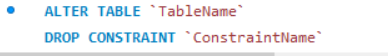 ALTER TABLE `TableName`
DROP CONSTRAINT `ConstraintName`